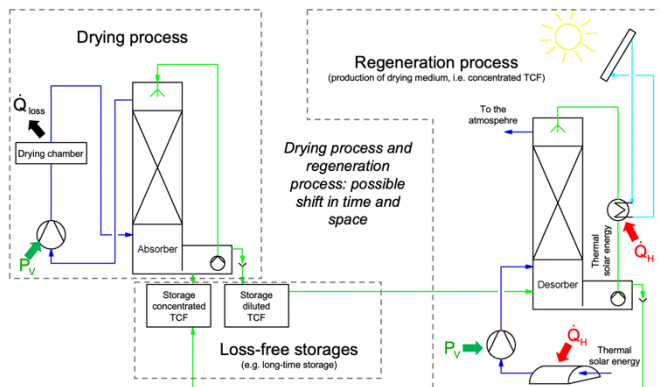 Drying process
Q̇ loss
Drying chamber
Pv
Absorber
Storage
concentrated
TCF
Storage
diluted
TCF
Loss-free storages
(e.g. long-time storage)
Drying process and
regeneration
process: possible
shift in time and
space
Regeneration process
(production of drying medium, i.e. concentrated TCF)
To the
atmospehre
Thermal
solar energy
Q̇H
Desorber
Pv
Q̇H
Thermal
solar energy